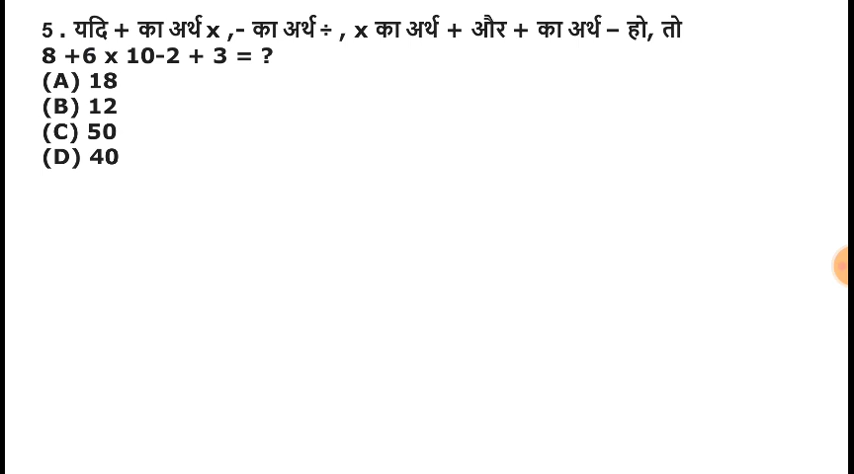 5 . यदि + का अर्थ x ,- का अर्थ ÷ , x का अर्थ + और + का अर्थ – हो, तो
8 +6 x 10-2 + 3 = ?
(A) 18
(B) 12
(C) 50
(D) 40